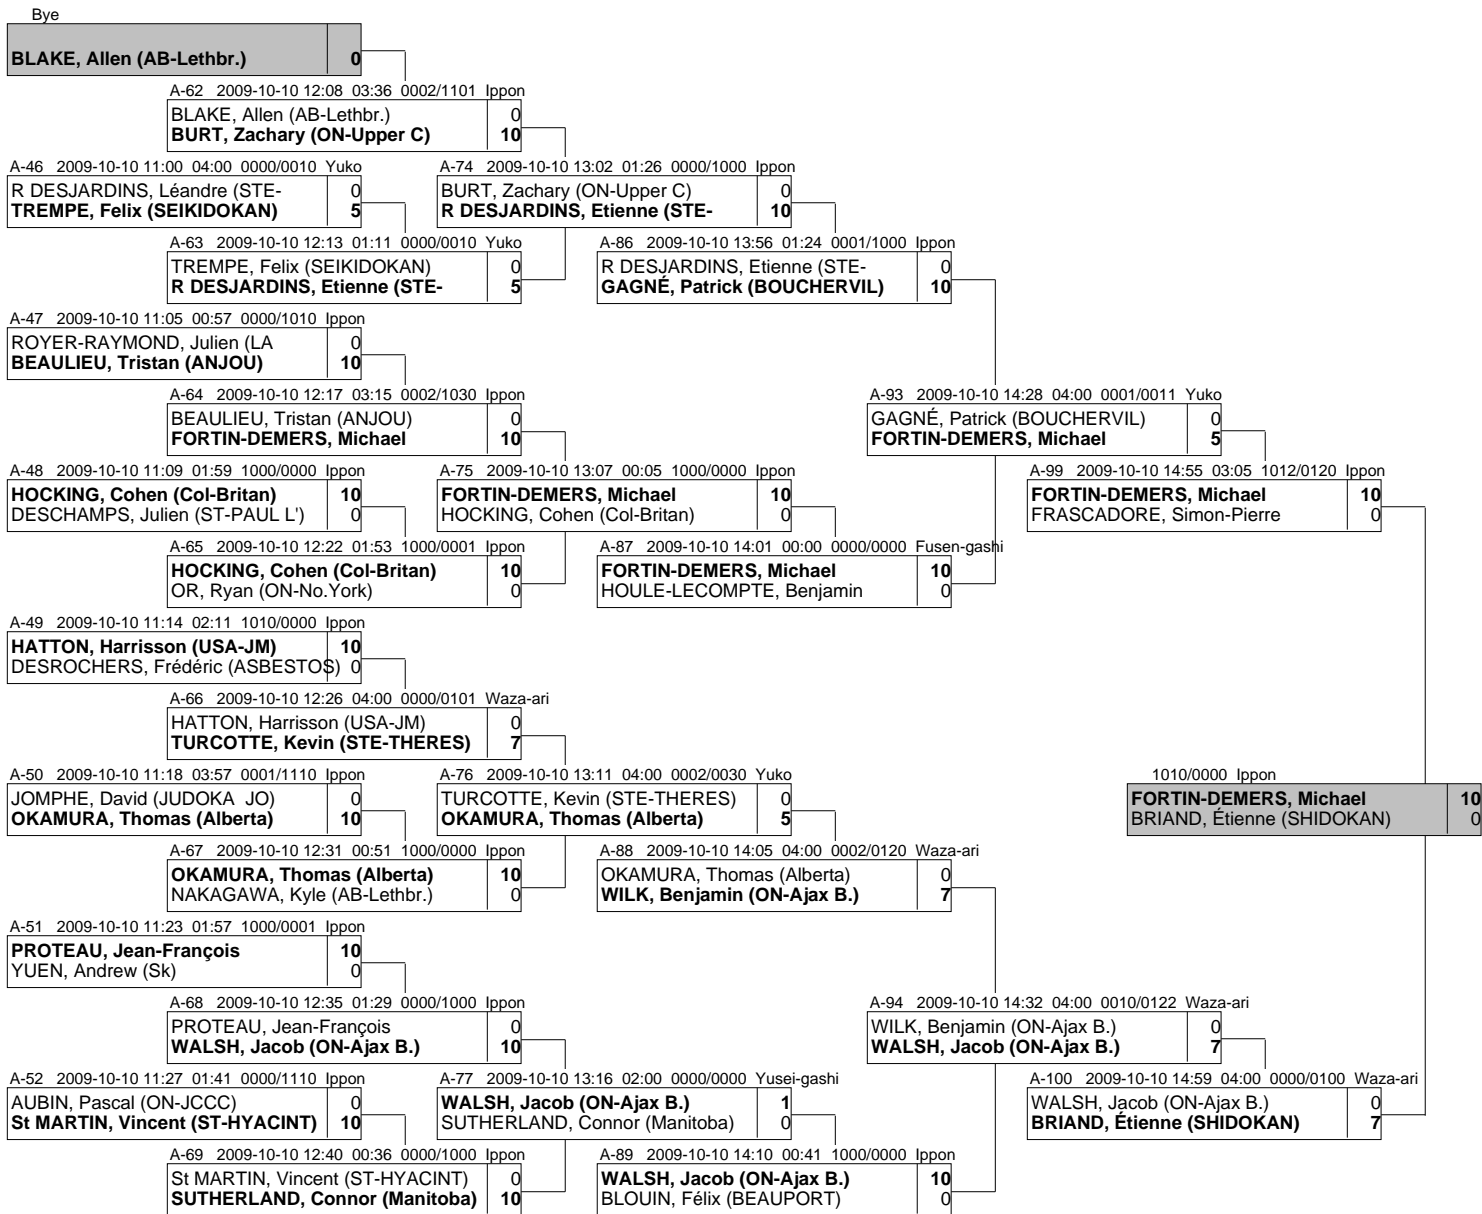 Bye
BLAKE, Allen (AB-Lethbr.) 0
A-62 2009-10-10 12:08 03:36 0002/1101 Ippon
BLAKE, Allen (AB-Lethbr.) 0
BURT, Zachary (ON-Upper C) 10
A-46 2009-10-10 11:00 04:00 0000/0010 Yuko
R DESJARDINS, Léandre (STE- 0
TREMPE, Felix (SEIKIDOKAN) 5
A-74 2009-10-10 13:02 01:26 0000/1000 Ippon
BURT, Zachary (ON-Upper C) 0
R DESJARDINS, Etienne (STE- 10
A-63 2009-10-10 12:13 01:11 0000/0010 Yuko
TREMPE, Felix (SEIKIDOKAN) 0
R DESJARDINS, Etienne (STE- 5
A-86 2009-10-10 13:56 01:24 0001/1000 Ippon
R DESJARDINS, Etienne (STE- 0
GAGNÉ, Patrick (BOUCHERVIL) 10
A-47 2009-10-10 11:05 00:57 0000/1010 Ippon
ROYER-RAYMOND, Julien (LA 0
BEAULIEU, Tristan (ANJOU) 10
A-64 2009-10-10 12:17 03:15 0002/1030 Ippon
BEAULIEU, Tristan (ANJOU) 0
FORTIN-DEMERS, Michael 10
A-93 2009-10-10 14:28 04:00 0001/0011 Yuko
GAGNÉ, Patrick (BOUCHERVIL) 0
FORTIN-DEMERS, Michael 5
A-48 2009-10-10 11:09 01:59 1000/0000 Ippon
HOCKING, Cohen (Col-Britan) 10
DESCHAMPS, Julien (ST-PAUL L') 0
A-75 2009-10-10 13:07 00:05 1000/0000 Ippon
FORTIN-DEMERS, Michael 10
HOCKING, Cohen (Col-Britan) 0
A-99 2009-10-10 14:55 03:05 1012/0120 Ippon
FORTIN-DEMERS, Michael 10
FRASCADORE, Simon-Pierre 0
A-65 2009-10-10 12:22 01:53 1000/0001 Ippon
HOCKING, Cohen (Col-Britan) 10
OR, Ryan (ON-No.York) 0
A-87 2009-10-10 14:01 00:00 0000/0000 Fusen-gashi
FORTIN-DEMERS, Michael 10
HOULE-LECOMPTE, Benjamin 0
A-49 2009-10-10 11:14 02:11 1010/0000 Ippon
HATTON, Harrisson (USA-JM) 10
DESROCHERS, Frédéric (ASBESTOS) 0
A-66 2009-10-10 12:26 04:00 0000/0101 Waza-ari
HATTON, Harrisson (USA-JM) 0
TURCOTTE, Kevin (STE-THERES) 7
A-50 2009-10-10 11:18 03:57 0001/1110 Ippon
JOMPHE, David (JUDOKA JO) 0
OKAMURA, Thomas (Alberta) 10
A-76 2009-10-10 13:11 04:00 0002/0030 Yuko
TURCOTTE, Kevin (STE-THERES) 0
OKAMURA, Thomas (Alberta) 5
1010/0000 Ippon
FORTIN-DEMERS, Michael 10
BRIAND, Étienne (SHIDOKAN) 0
A-67 2009-10-10 12:31 00:51 1000/0000 Ippon
OKAMURA, Thomas (Alberta) 10
NAKAGAWA, Kyle (AB-Lethbr.) 0
A-88 2009-10-10 14:05 04:00 0002/0120 Waza-ari
OKAMURA, Thomas (Alberta) 0
WILK, Benjamin (ON-Ajax B.) 7
A-51 2009-10-10 11:23 01:57 1000/0001 Ippon
PROTEAU, Jean-François 10
YUEN, Andrew (Sk) 0
A-68 2009-10-10 12:35 01:29 0000/1000 Ippon
PROTEAU, Jean-François 0
WALSH, Jacob (ON-Ajax B.) 10
A-94 2009-10-10 14:32 04:00 0010/0122 Waza-ari
WILK, Benjamin (ON-Ajax B.) 0
WALSH, Jacob (ON-Ajax B.) 7
A-52 2009-10-10 11:27 01:41 0000/1110 Ippon
AUBIN, Pascal (ON-JCCC) 0
St MARTIN, Vincent (ST-HYACINT) 10
A-77 2009-10-10 13:16 02:00 0000/0000 Yusei-gashi
WALSH, Jacob (ON-Ajax B.) 1
SUTHERLAND, Connor (Manitoba) 0
A-100 2009-10-10 14:59 04:00 0000/0100 Waza-ari
WALSH, Jacob (ON-Ajax B.) 0
BRIAND, Étienne (SHIDOKAN) 7
A-69 2009-10-10 12:40 00:36 0000/1000 Ippon
St MARTIN, Vincent (ST-HYACINT) 0
SUTHERLAND, Connor (Manitoba) 10
A-89 2009-10-10 14:10 00:41 1000/0000 Ippon
WALSH, Jacob (ON-Ajax B.) 10
BLOUIN, Félix (BEAUPORT) 0